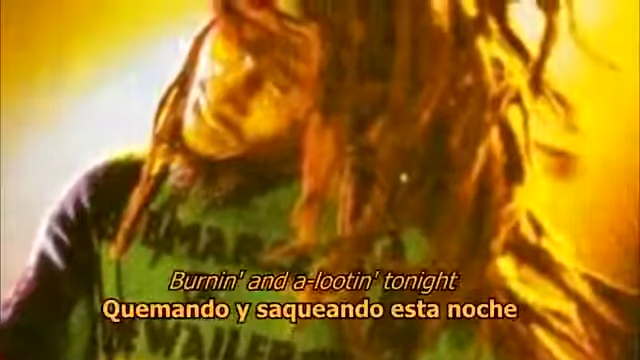 Burnin' and a-lootin' tonight
Quemando y saqueando esta noche